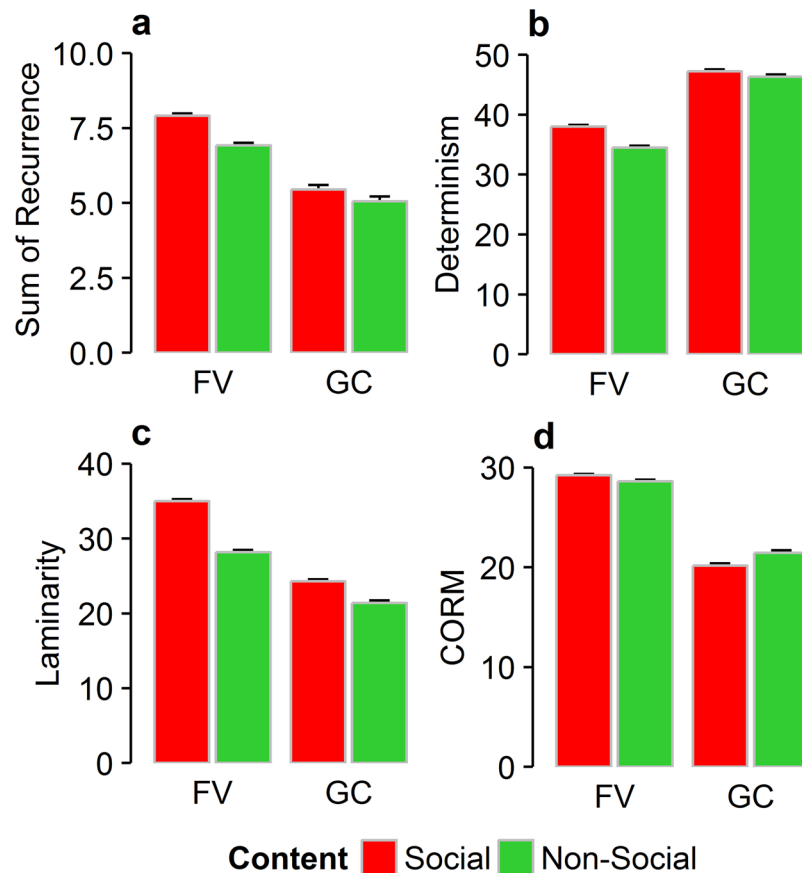 a
Sum of Recurrence
10.0
7.5
5.0
2.5
0.0
FV GC
b
Determinism
50
40
30
20
10
0
FV GC
c
Laminarity
40
30
20
10
0
FV GC
d
CORM
30
20
10
0
FV GC
Content Social Non-Social